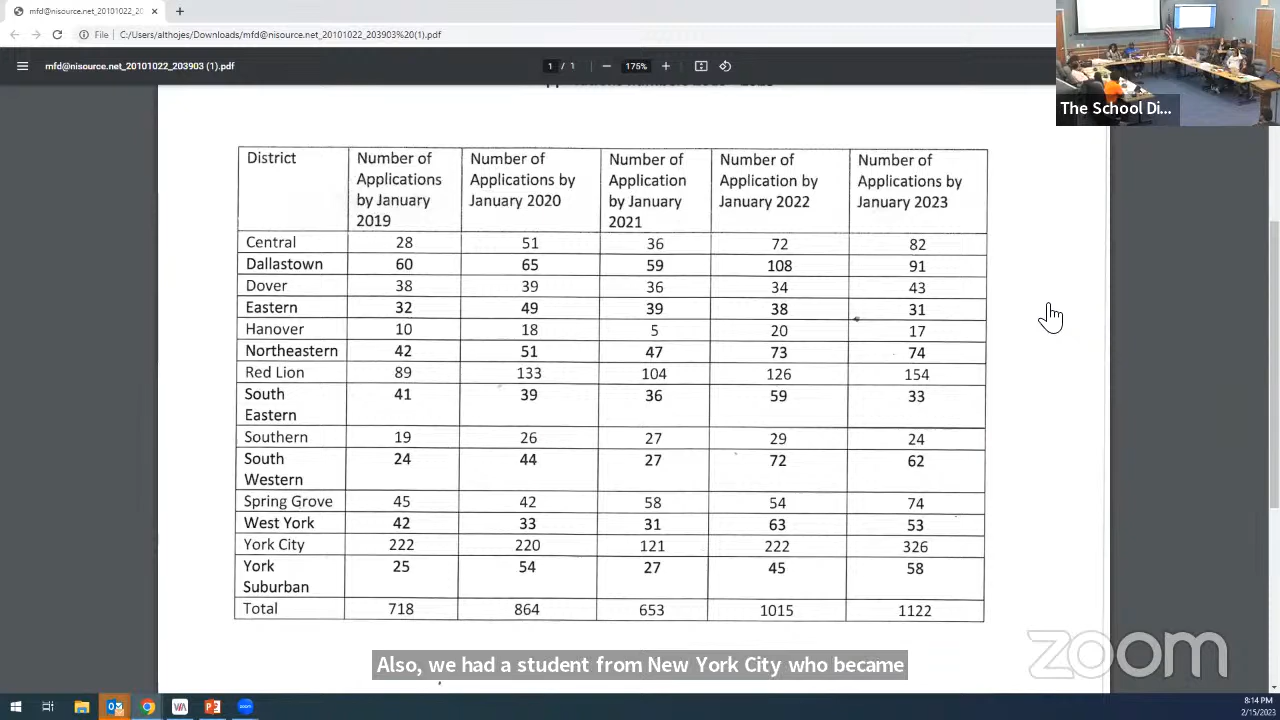 mfd@nisource.net_20101022_2039 × +
File C:/Users/althojes/Downloads/mfd@nisource.net_20101022_203903%20(1).pdf
mfd@nisource.net_20101022_203903 (1).pdf 1 / 1 − 175% +
The School Di...
District Number of Applications by January 2019 Number of Applications by January 2020 Number of Application by January 2021 Number of Application by January 2022 Number of Applications by January 2023
Central 28 51 36 72 82
Dallastown 60 65 59 108 91
Dover 38 39 36 34 43
Eastern 32 49 39 38 31
Hanover 10 18 5 20 17
Northeastern 42 51 47 73 74
Red Lion 89 133 104 126 154
South Eastern 41 39 36 59 33
Southern 19 26 27 29 24
South Western 24 44 27 72 62
Spring Grove 45 42 58 54 74
West York 42 33 31 63 53
York City 222 220 121 222 326
York Suburban 25 54 27 45 58
Total 718 864 653 1015 1122
zoom
Also, we had a student from New York City who became
8:14 PM
2/15/2023